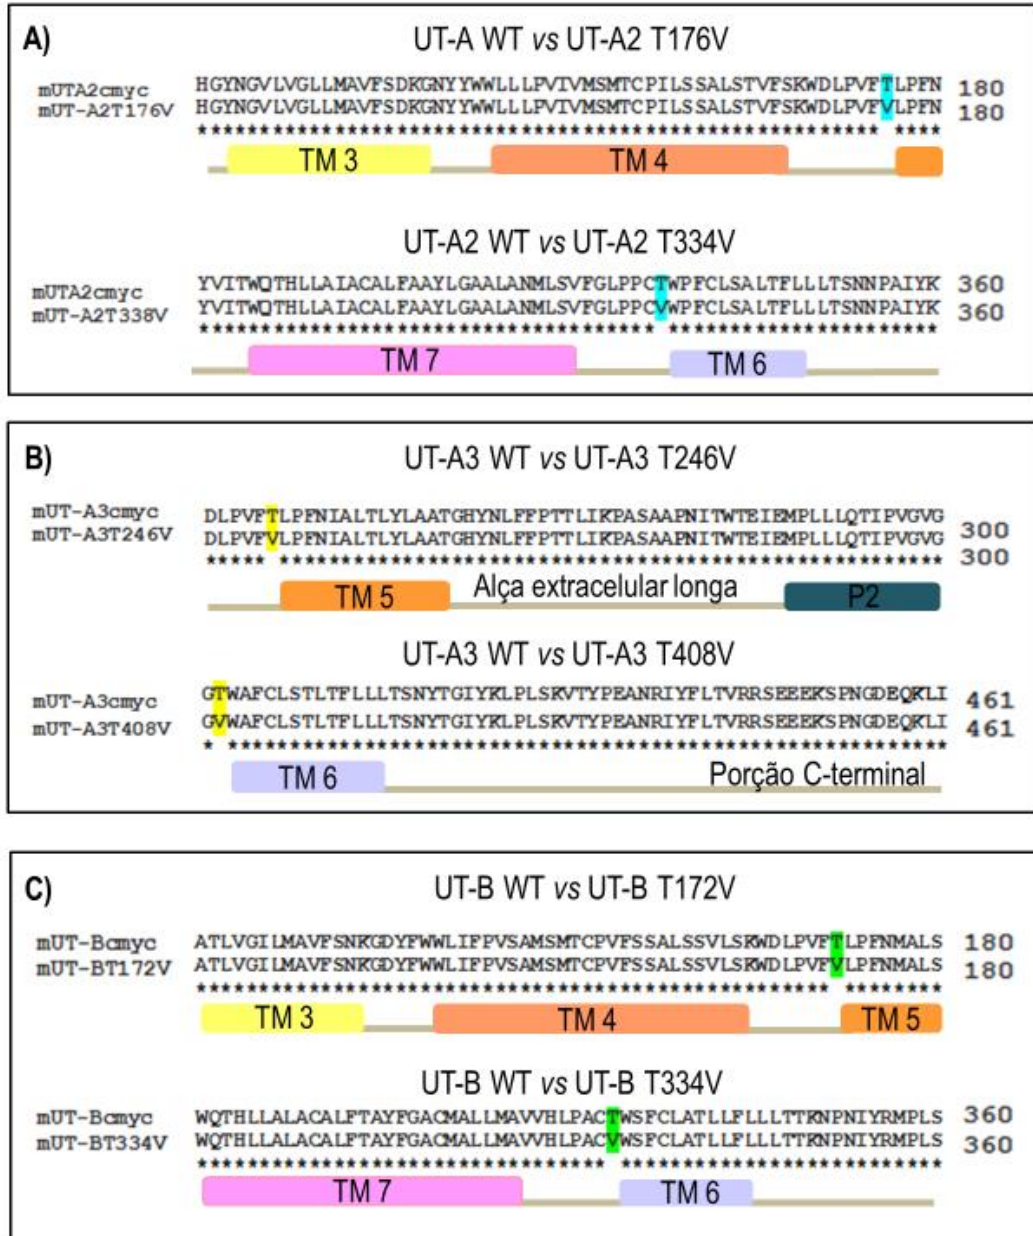 A)
UT-A WT vs UT-A2 T176V
mUTA2cmyc HGYNGVLVGLLMAVFSDKGNYYWWLLLPVIVMSMTCPILSSALSTVFSKWDLPVFTLPFN 180
mUT-A2T176V HGYNGVLVGLLMAVFSDKGNYYWWLLLPVIVMSMTCPILSSALSTVFSKWDLPVFVLPFN 180
******************************************************* ****
TM 3 TM 4
UT-A2 WT vs UT-A2 T334V
mUTA2cmyc YVITWQTHLLAIACALFAAYLGAALANMLSVFGLPPCTWPFCLSALTFLLLTSNNPAIYK 360
mUT-A2T338V YVITWQTHLLAIACALFAAYLGAALANMLSVFGLPPCVWPFCLSALTFLLLTSNNPAIYK 360
************************************* **********************
TM 7 TM 6
B)
UT-A3 WT vs UT-A3 T246V
mUT-A3cmyc DLPVFTLPFNIALTLYLAATGHYNLFFPTTLIKPASAAPNITWTEIEMPLLLQTIPVGVG 300
mUT-A3T246V DLPVFVLPFNIALTLYLAATGHYNLFFPTTLIKPASAAPNITWTEIEMPLLLQTIPVGVG 300
***** ******************************************************
TM 5 Alça extracelular longa P2
UT-A3 WT vs UT-A3 T408V
mUT-A3cmyc GTWAFCLSTLTFLLLTSNYTGIYKLPLSKVTYPEANRIYFLTVRRSEEEKSPNGDEQKLI 461
mUT-A3T408V GVWAFCLSTLTFLLLTSNYTGIYKLPLSKVTYPEANRIYFLTVRRSEEEKSPNGDEQKLI 461
* **********************************************************
TM 6 Porção C-terminal
C)
UT-B WT vs UT-B T172V
mUT-Bcmyc ATLVGILMAVFSNKGDYFWWLIFPVSAMSMTCPVFSSALSSVLSKWDLPVFTLPFNMALS 180
mUT-BT172V ATLVGILMAVFSNKGDYFWWLIFPVSAMSMTCPVFSSALSSVLSKWDLPVFVLPFNMALS 180
*************************************************** ********
TM 3 TM 4 TM 5
UT-B WT vs UT-B T334V
mUT-Bcmyc WQTHLLALACALFTAYFGACMALLMAVVHLPACTWSFCLATLLFLLLTTKNPNIYRMPLS 360
mUT-BT334V WQTHLLALACALFTAYFGACMALLMAVVHLPACVWSFCLATLLFLLLTTKNPNIYRMPLS 360
********************************* **************************
TM 7 TM 6